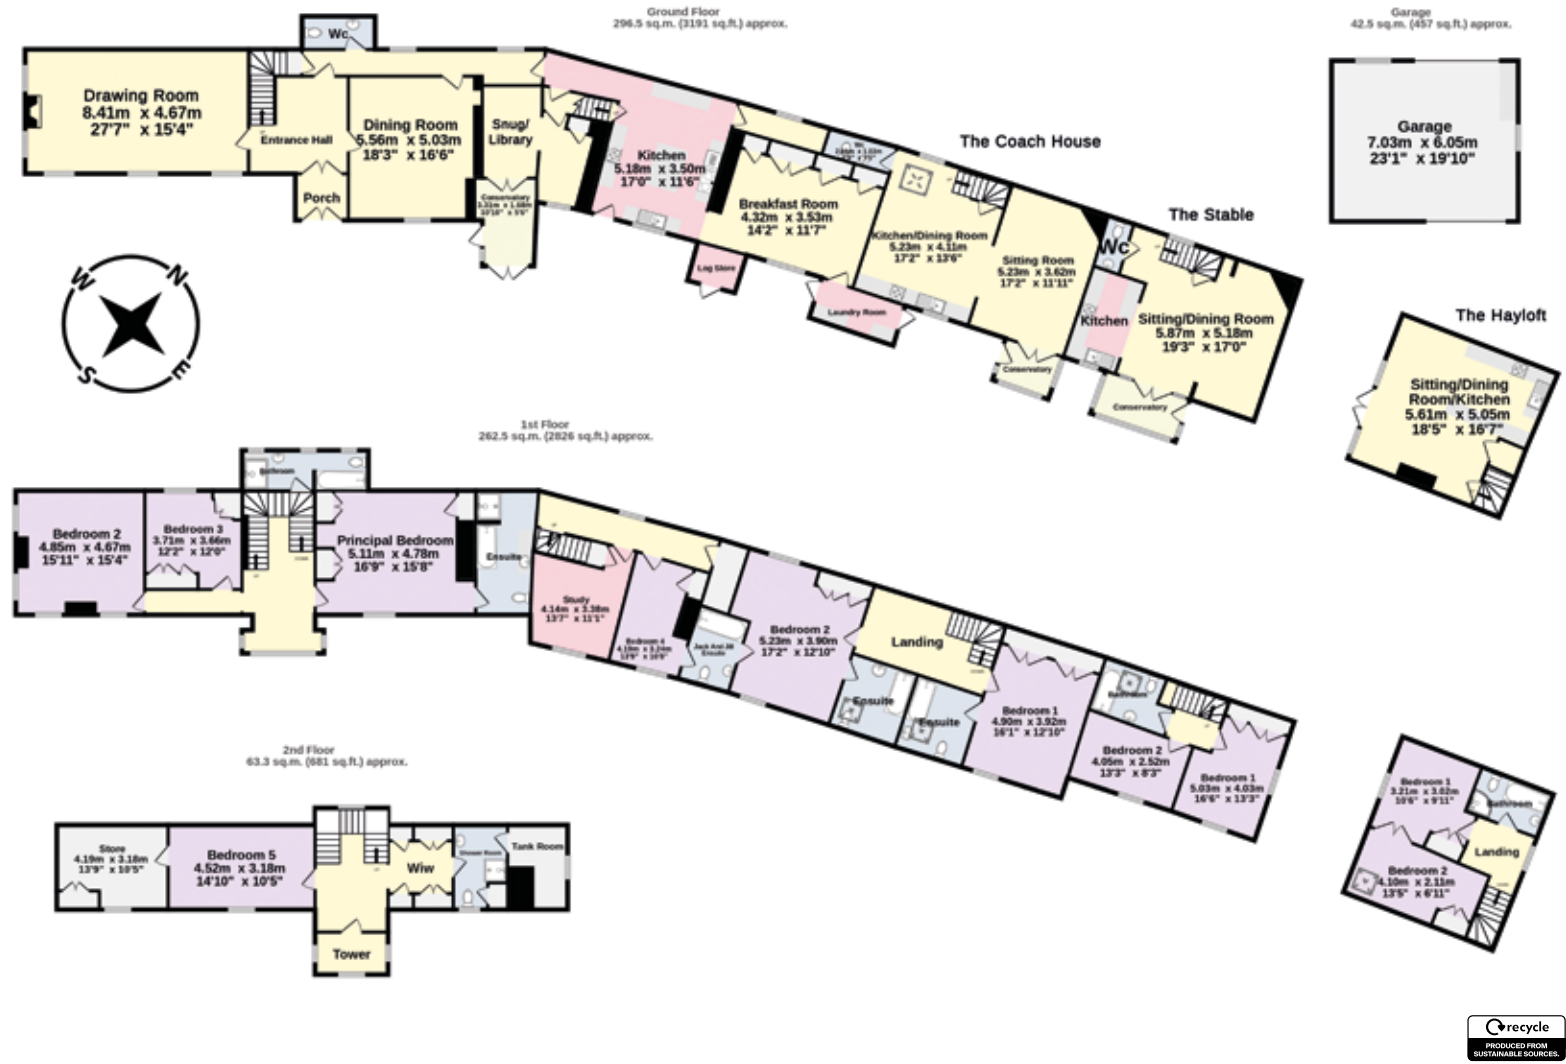 Ground Floor
296.5 sq.m. (3191 sq.ft.) approx.
Garage
42.5 sq.m. (457 sq.ft.) approx.
Wc
Drawing Room
8.41m x 4.67m
27'7" x 15'4"
Entrance Hall
Porch
Dining Room
5.56m x 5.03m
18'3" x 16'6"
Snug/
Library
Conservatory
Kitchen
5.18m x 3.50m
17'0" x 11'6"
Log Store
Breakfast Room
4.32m x 3.53m
14'2" x 11'7"
Laundry Room
The Coach House
Kitchen/Dining Room
5.23m x 4.11m
17'2" x 13'6"
Sitting Room
5.23m x 3.62m
17'2" x 11'11"
Conservatory
The Stable
Wc
Kitchen
Sitting/Dining Room
5.87m x 5.18m
19'3" x 17'0"
Conservatory
Garage
7.03m x 6.05m
23'1" x 19'10"
The Hayloft
Sitting/Dining
Room/Kitchen
5.61m x 5.05m
18'5" x 16'7"
W
N
S
E
1st Floor
262.5 sq.m. (2826 sq.ft.) approx.
Bathroom
Bedroom 2
4.85m x 4.67m
15'11" x 15'4"
Bedroom 3
3.71m x 3.66m
12'2" x 12'0"
Principal Bedroom
5.11m x 4.78m
16'9" x 15'8"
Ensuite
Study
4.14m x 3.38m
13'7" x 11'1"
Bedroom 4
Jack And Jill
Ensuite
Bedroom 2
5.23m x 3.90m
17'2" x 12'10"
Landing
Ensuite
Ensuite
Bedroom 1
4.90m x 3.92m
16'1" x 12'10"
Bathroom
Bedroom 2
4.05m x 2.52m
13'3" x 8'3"
Bedroom 1
5.03m x 4.03m
16'6" x 13'3"
Bedroom 1
3.21m x 3.02m
10'6" x 9'11"
Bathroom
Landing
Bedroom 2
4.10m x 2.11m
13'5" x 6'11"
2nd Floor
63.3 sq.m. (681 sq.ft.) approx.
Store
4.19m x 3.18m
13'9" x 10'5"
Bedroom 5
4.52m x 3.18m
14'10" x 10'5"
Wiw
Shower Room
Tank Room
Tower
recycle
PRODUCED FROM
SUSTAINABLE SOURCES.